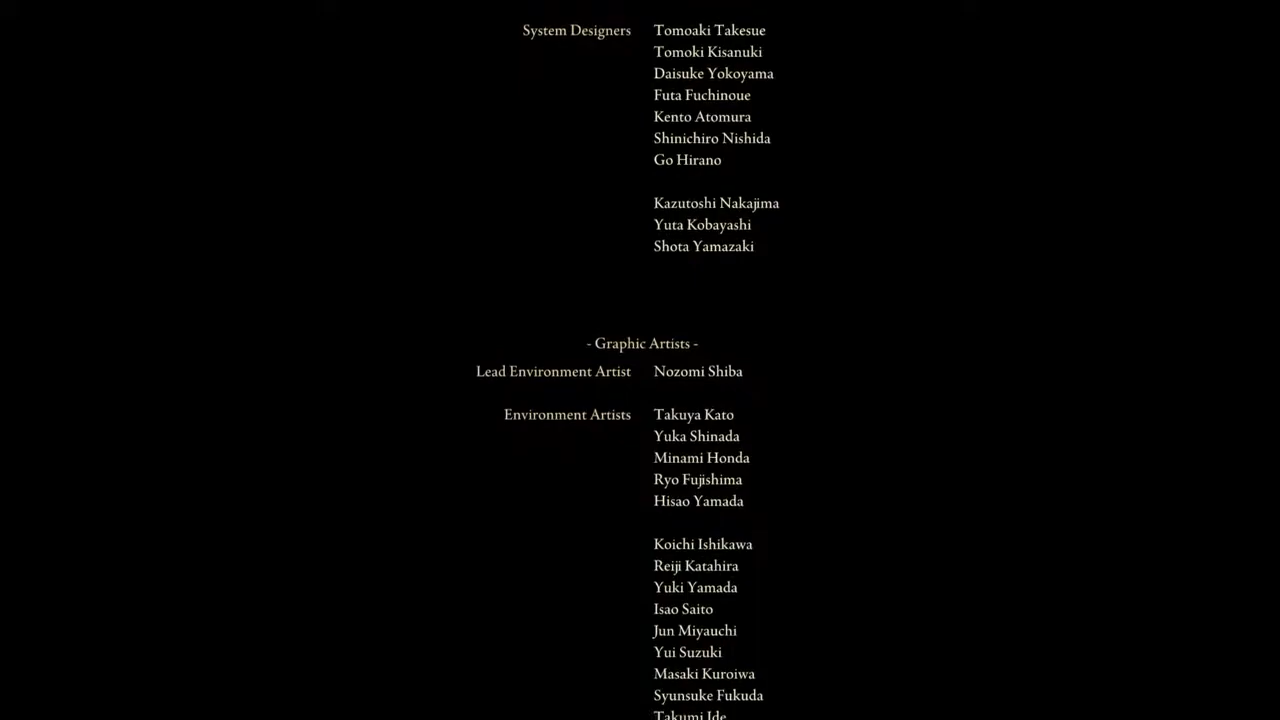 System Designers Tomoaki Takesue
Tomoki Kisanuki
Daisuke Yokoyama
Futa Fuchinoue
Kento Atomura
Shinichiro Nishida
Go Hirano
Kazutoshi Nakajima
Yuta Kobayashi
Shota Yamazaki
- Graphic Artists -
Lead Environment Artist Nozomi Shiba
Environment Artists Takuya Kato
Yuka Shinada
Minami Honda
Ryo Fujishima
Hisao Yamada
Koichi Ishikawa
Reiji Katahira
Yuki Yamada
Isao Saito
Jun Miyauchi
Yui Suzuki
Masaki Kuroiwa
Syunsuke Fukuda
Takumi Ide